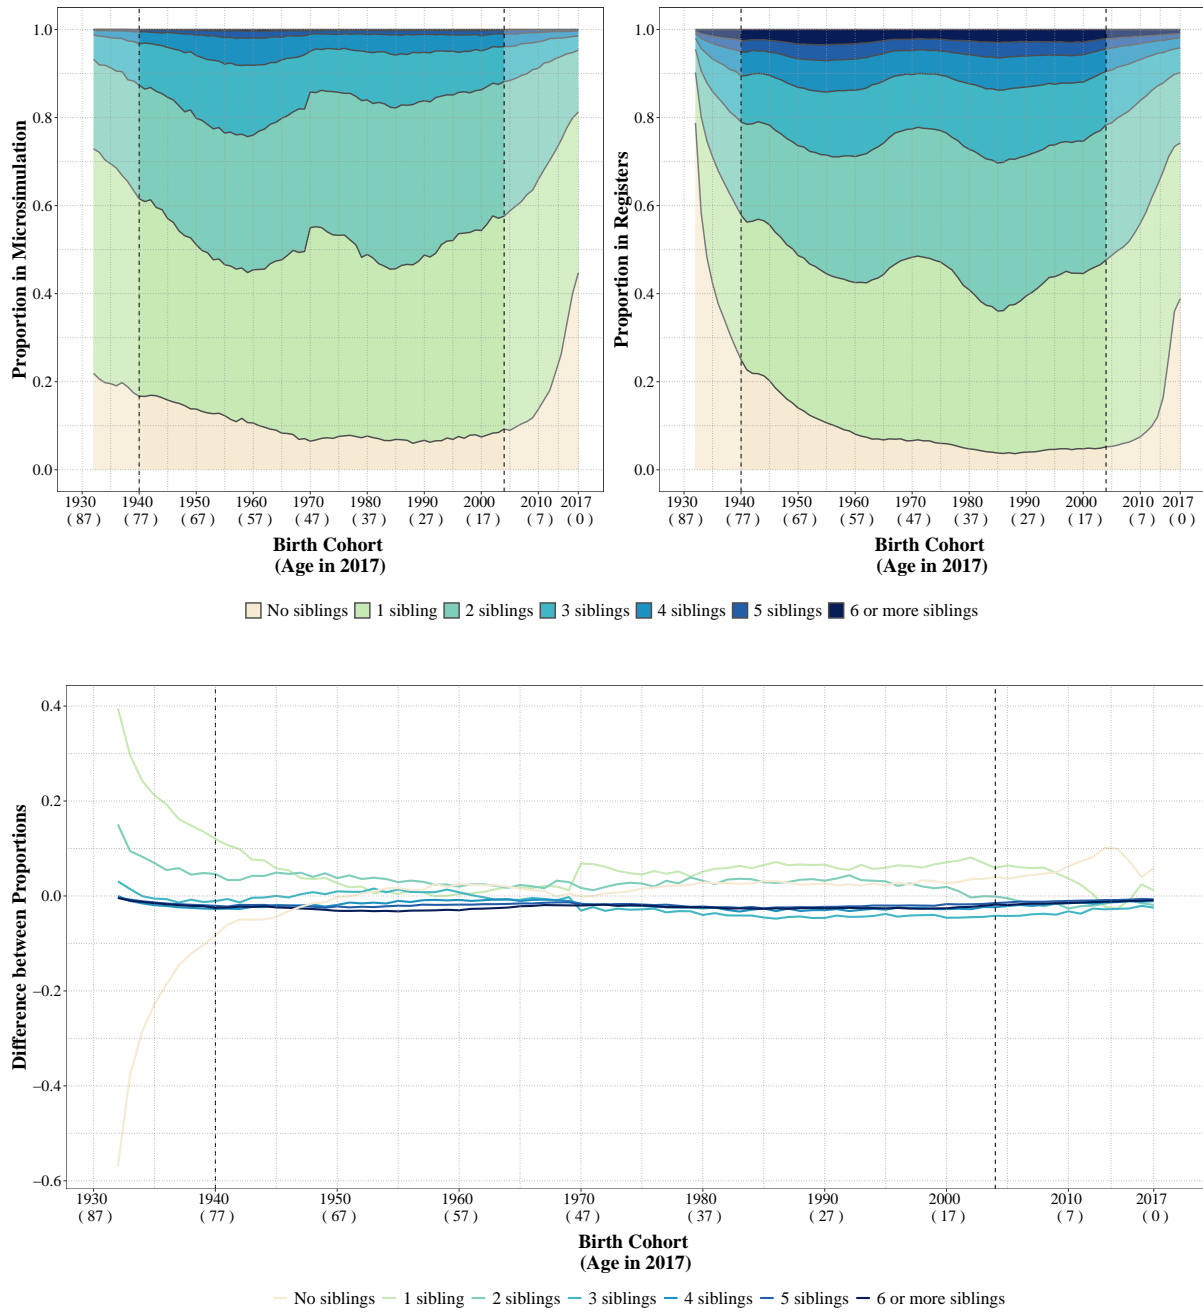 Proportion in Microsimulation
1.0
0.8
0.6
0.4
0.2
0.0
1930 1940 1950 1960 1970 1980 1990 2000 2010 2017
( 87 ) ( 77 ) ( 67 ) ( 57 ) ( 47 ) ( 37 ) ( 27 ) ( 17 ) ( 7 ) ( 0 )
Birth Cohort
(Age in 2017)
Proportion in Registers
1.0
0.8
0.6
0.4
0.2
0.0
1930 1940 1950 1960 1970 1980 1990 2000 2010 2017
( 87 ) ( 77 ) ( 67 ) ( 57 ) ( 47 ) ( 37 ) ( 27 ) ( 17 ) ( 7 ) ( 0 )
Birth Cohort
(Age in 2017)
No siblings 1 sibling 2 siblings 3 siblings 4 siblings 5 siblings 6 or more siblings
Difference between Proportions
0.4
0.2
0.0
−0.2
−0.4
−0.6
1930 1940 1950 1960 1970 1980 1990 2000 2010 2017
( 87 ) ( 77 ) ( 67 ) ( 57 ) ( 47 ) ( 37 ) ( 27 ) ( 17 ) ( 7 ) ( 0 )
Birth Cohort
(Age in 2017)
No siblings 1 sibling 2 siblings 3 siblings 4 siblings 5 siblings 6 or more siblings